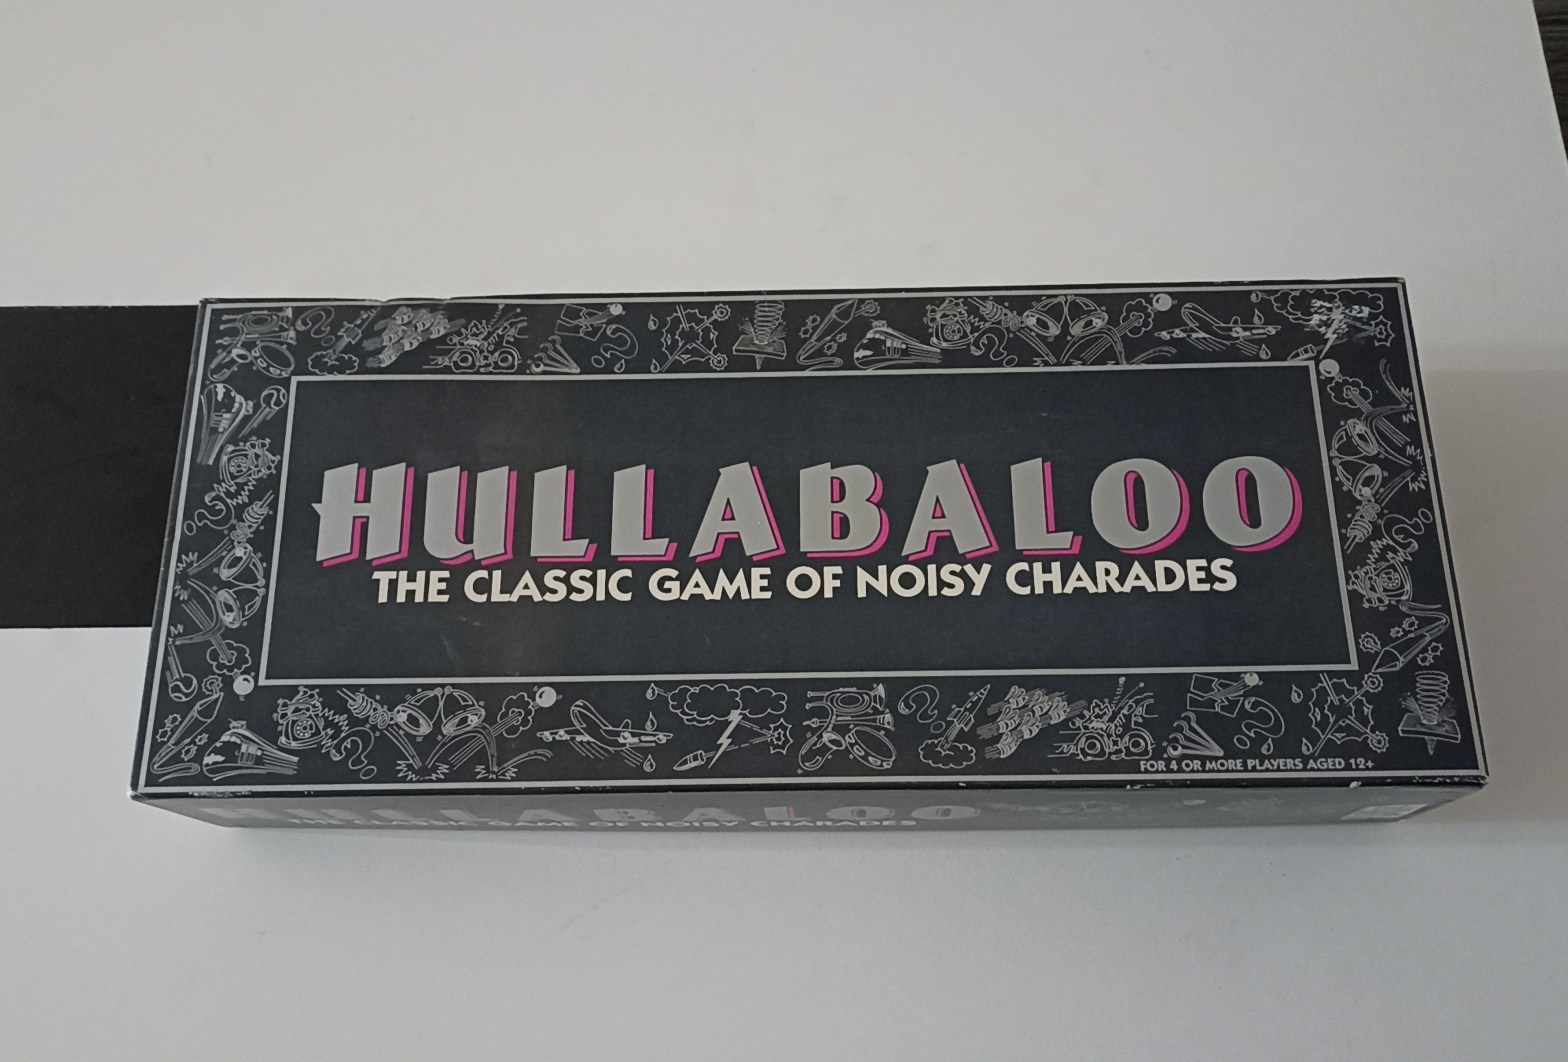 HULLABALOO
THE CLASSIC GAME OF NOISY CHARADES
FOR 4 OR MORE PLAYERS AGED 12+
HULLABALOO
THE CLASSIC GAME OF NOISY CHARADES